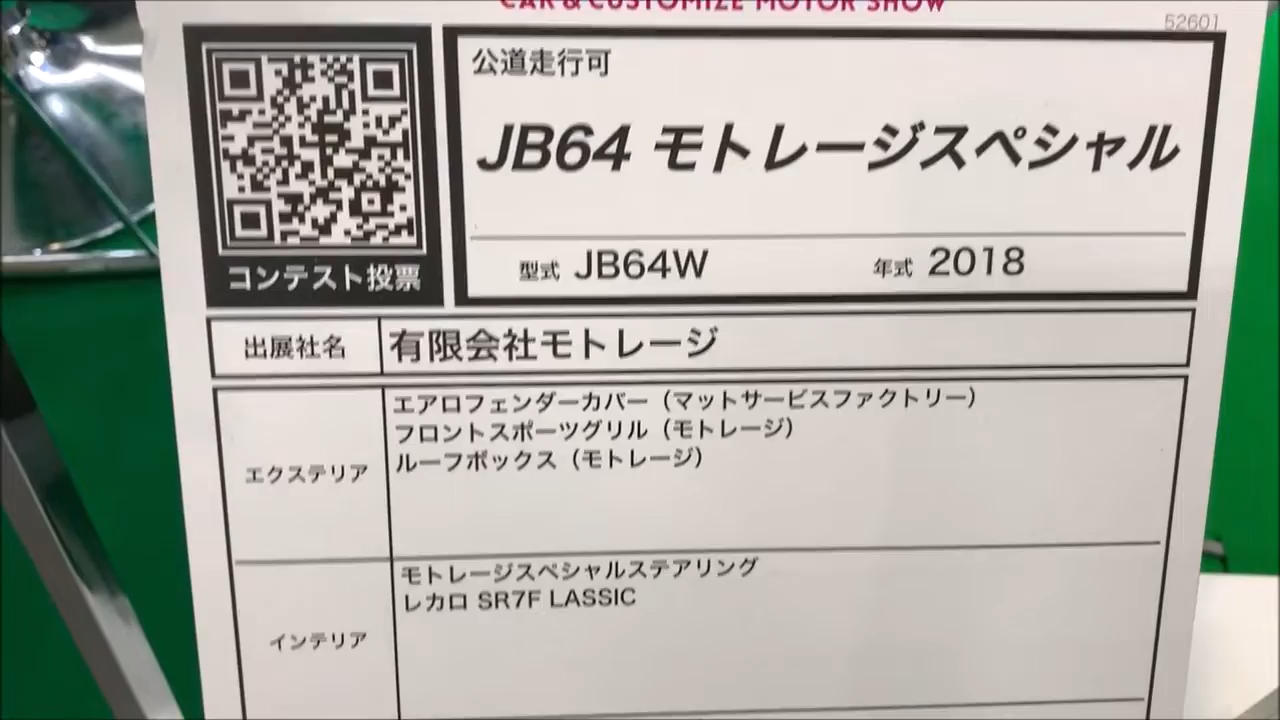 CAR & CUSTOMIZE MOTOR SHOW
52601
公道走行可
JB64 モトレージスペシャル
型式 JB64W 年式 2018
コンテスト投票
出展社名 有限会社モトレージ
エクステリア
エアロフェンダーカバー（マットサービスファクトリー）
フロントスポーツグリル（モトレージ）
ルーフボックス（モトレージ）
インテリア
モトレージスペシャルステアリング
レカロ SR7F LASSIC